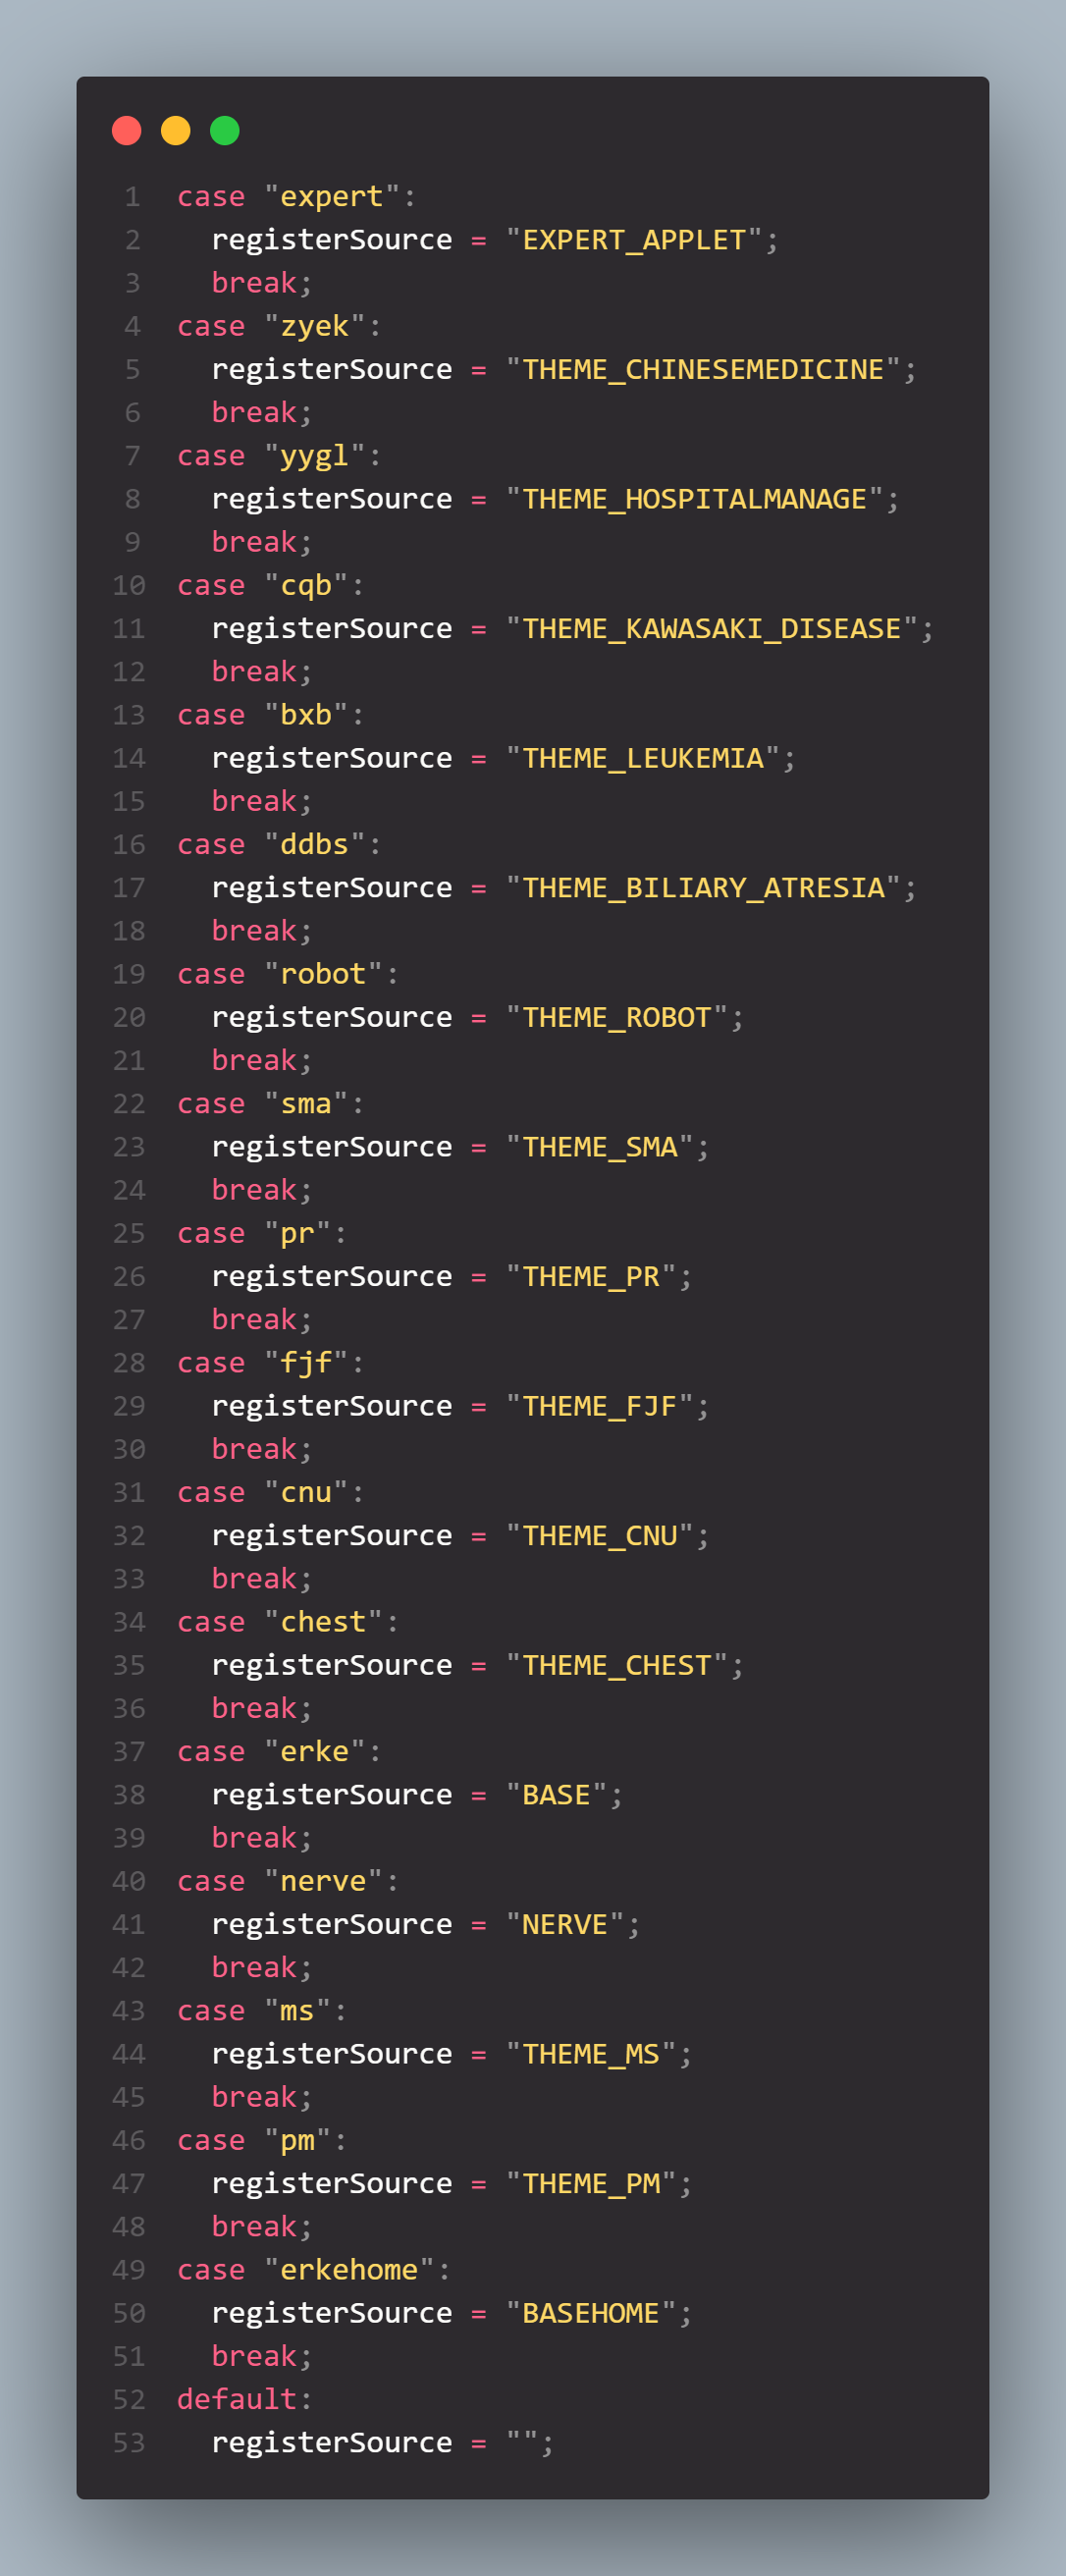 1 case "expert":
2   registerSource = "EXPERT_APPLET";
3   break;
4 case "zyek":
5   registerSource = "THEME_CHINESEMEDICINE";
6   break;
7 case "yygl":
8   registerSource = "THEME_HOSPITALMANAGE";
9   break;
10 case "cqb":
11   registerSource = "THEME_KAWASAKI_DISEASE";
12   break;
13 case "bxb":
14   registerSource = "THEME_LEUKEMIA";
15   break;
16 case "ddbs":
17   registerSource = "THEME_BILIARY_ATRESIA";
18   break;
19 case "robot":
20   registerSource = "THEME_ROBOT";
21   break;
22 case "sma":
23   registerSource = "THEME_SMA";
24   break;
25 case "pr":
26   registerSource = "THEME_PR";
27   break;
28 case "fjf":
29   registerSource = "THEME_FJF";
30   break;
31 case "cnu":
32   registerSource = "THEME_CNU";
33   break;
34 case "chest":
35   registerSource = "THEME_CHEST";
36   break;
37 case "erke":
38   registerSource = "BASE";
39   break;
40 case "nerve":
41   registerSource = "NERVE";
42   break;
43 case "ms":
44   registerSource = "THEME_MS";
45   break;
46 case "pm":
47   registerSource = "THEME_PM";
48   break;
49 case "erkehome":
50   registerSource = "BASEHOME";
51   break;
52 default:
53   registerSource = "";